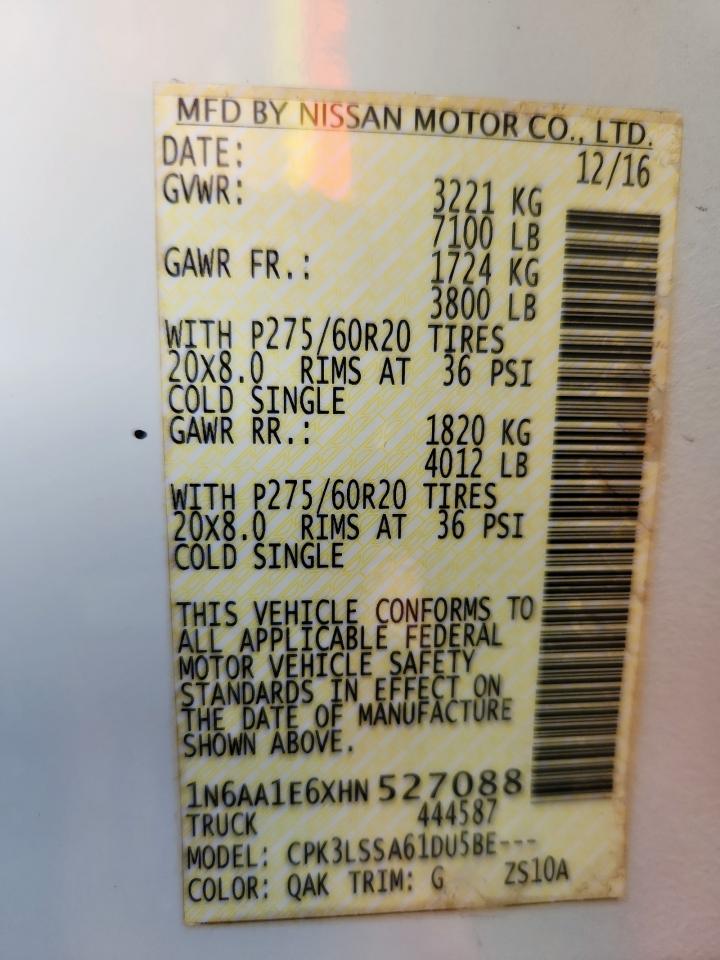 MFD BY NISSAN MOTOR CO., LTD.
DATE: 12/16
GVWR: 3221 KG
7100 LB
GAWR FR.: 1724 KG
3800 LB
WITH P275/60R20 TIRES
20X8.0 RIMS AT 36 PSI
COLD SINGLE
GAWR RR.: 1820 KG
4012 LB
WITH P275/60R20 TIRES
20X8.0 RIMS AT 36 PSI
COLD SINGLE
THIS VEHICLE CONFORMS TO
ALL APPLICABLE FEDERAL
MOTOR VEHICLE SAFETY
STANDARDS IN EFFECT ON
THE DATE OF MANUFACTURE
SHOWN ABOVE.
1N6AA1E6XHN527088
TRUCK 444587
MODEL: CPK3LSSA61DU5BE---
COLOR: QAK TRIM: G ZS10A